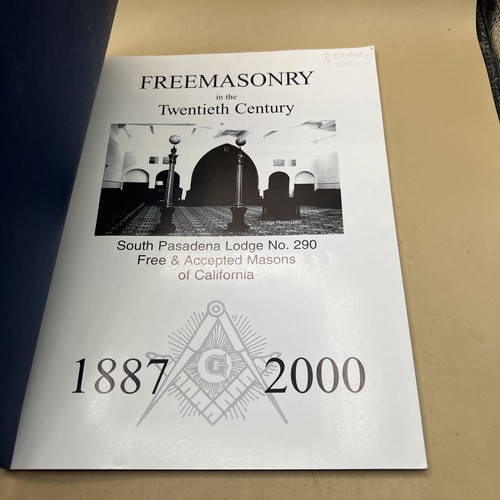 FREEMASONRY
in the
Twentieth Century
G
South Pasadena Lodge No. 290
Free & Accepted Masons
of California
G
1887 2000